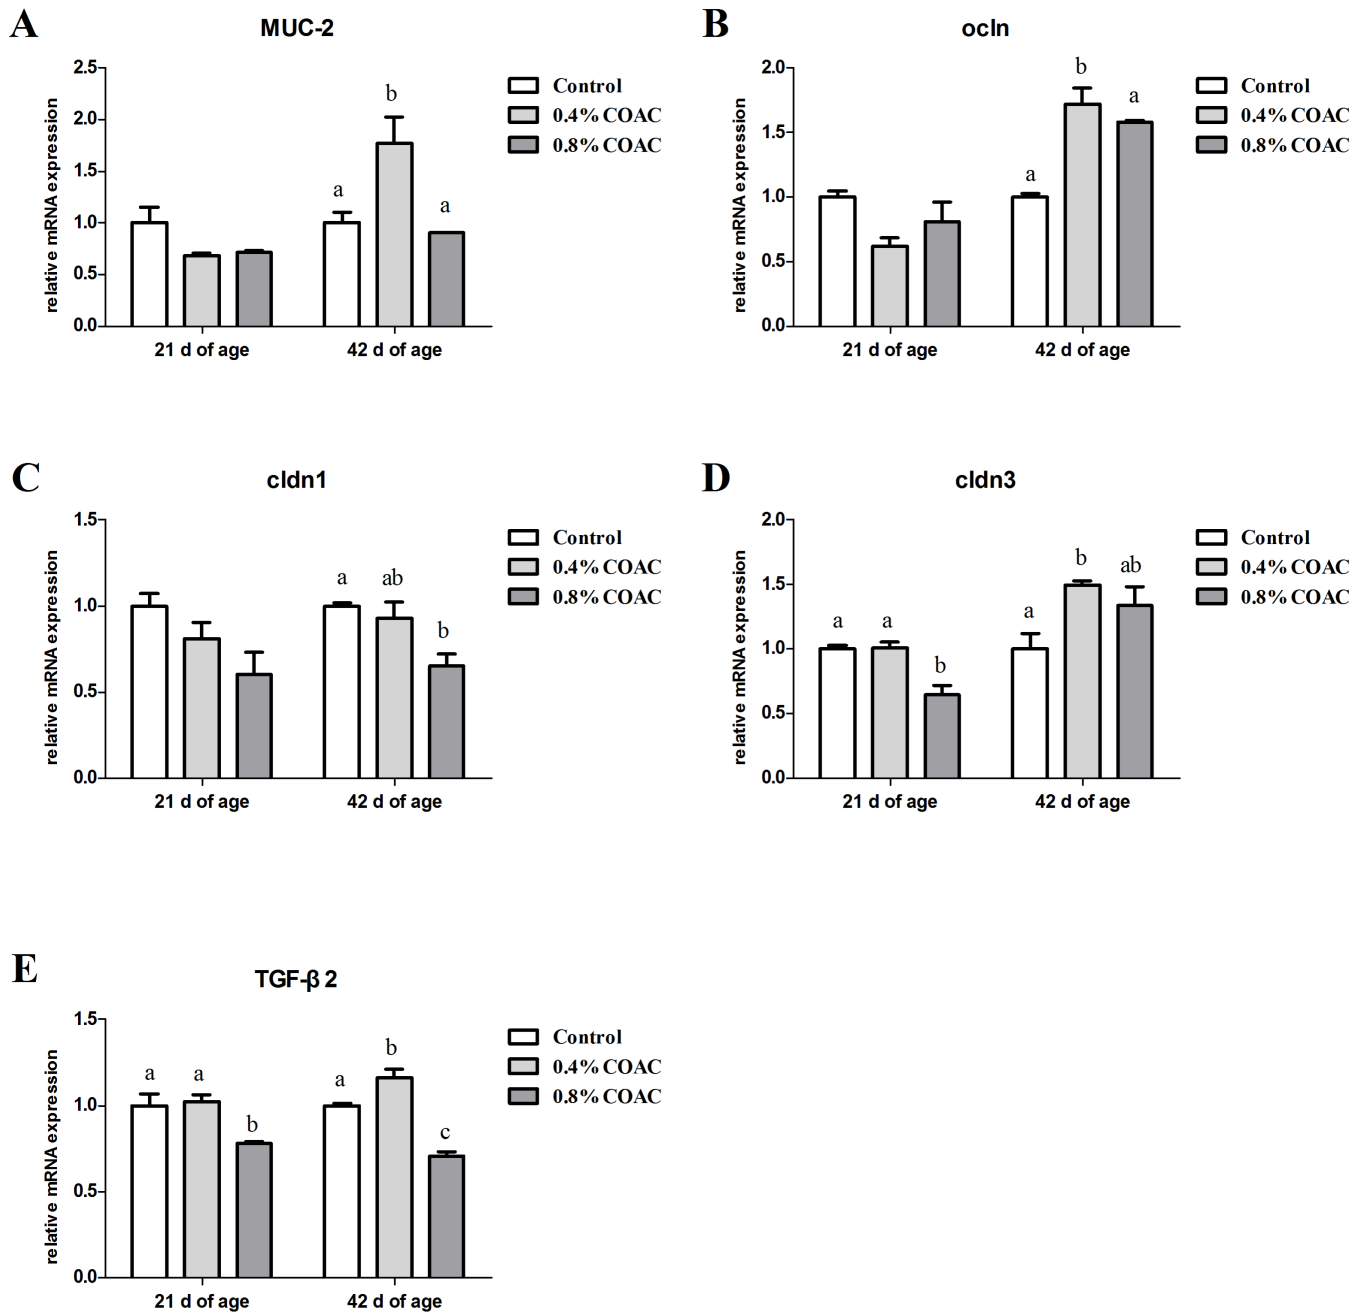 A
MUC-2
relative mRNA expression
2.5
2.0
1.5
1.0
0.5
0.0
a
b
a
21 d of age
42 d of age
Control
0.4% COAC
0.8% COAC
B
ocln
relative mRNA expression
2.0
1.5
1.0
0.5
0.0
a
b
a
21 d of age
42 d of age
Control
0.4% COAC
0.8% COAC
C
cldn1
relative mRNA expression
1.5
1.0
0.5
0.0
a
ab
b
21 d of age
42 d of age
Control
0.4% COAC
0.8% COAC
D
cldn3
relative mRNA expression
2.0
1.5
1.0
0.5
0.0
a
a
b
a
b
ab
21 d of age
42 d of age
Control
0.4% COAC
0.8% COAC
E
TGF-β 2
relative mRNA expression
1.5
1.0
0.5
0.0
a
a
b
a
b
c
21 d of age
42 d of age
Control
0.4% COAC
0.8% COAC